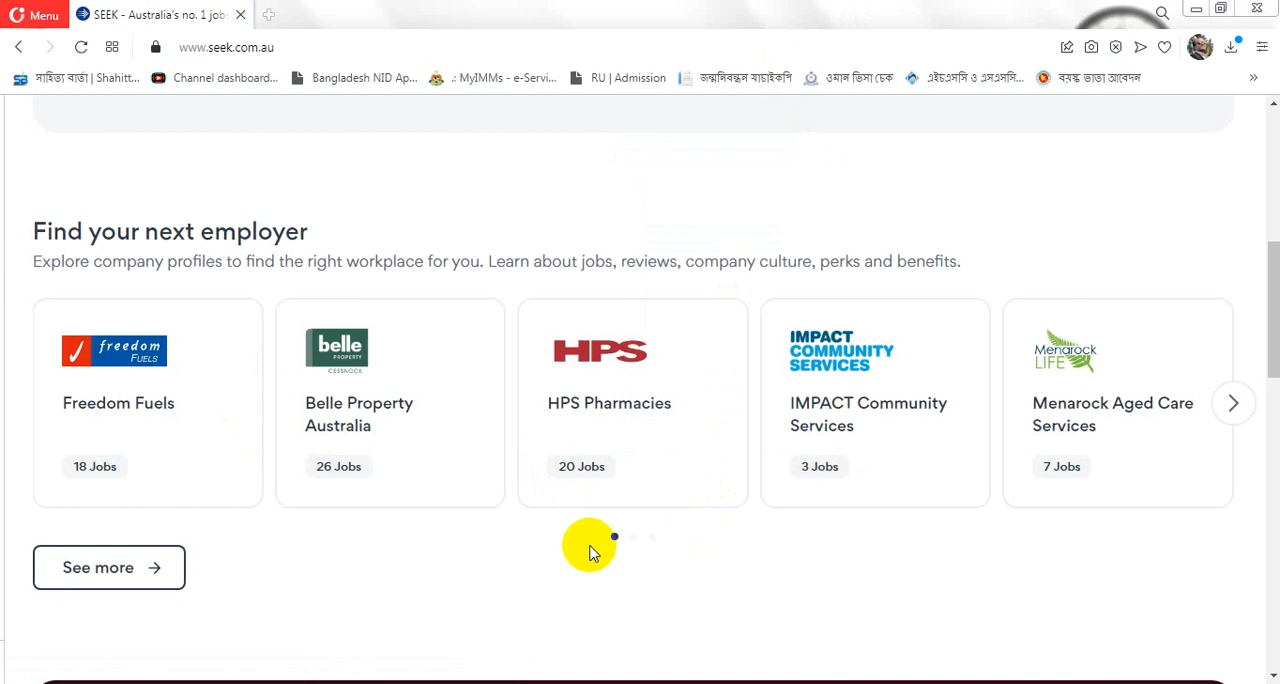 Menu
SEEK - Australia's no. 1 job
www.seek.com.au
সাহিত্য বার্তা | Shahitt...
Channel dashboard...
Bangladesh NID Ap...
.: MyIMMs - e-Servi...
RU | Admission
জন্মনিবন্ধন যাচাইকপি
ওমান ভিসা চেক
এইচএসসি ও এসএসসি...
বয়স্ক ভাতা আবেদন
Find your next employer
Explore company profiles to find the right workplace for you. Learn about jobs, reviews, company culture, perks and benefits.
freedom
FUELS
Freedom Fuels
18 Jobs
belle
PROPERTY
CESSNOCK
Belle Property
Australia
26 Jobs
HPS
HPS Pharmacies
20 Jobs
IMPACT
COMMUNITY
SERVICES
IMPACT Community
Services
3 Jobs
Menarock
LIFE
Menarock Aged Care
Services
7 Jobs
See more